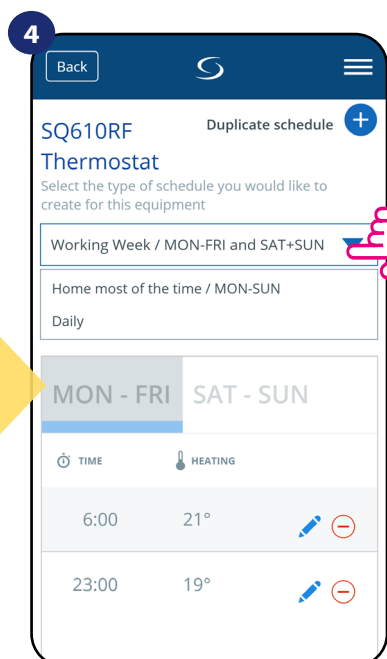 4
Back
SQ610RF
Thermostat
Duplicate schedule
Select the type of schedule you would like to
create for this equipment
Working Week / MON-FRI and SAT+SUN
Home most of the time / MON-SUN
Daily
MON - FRI SAT - SUN
TIME HEATING
6:00 21°
23:00 19°